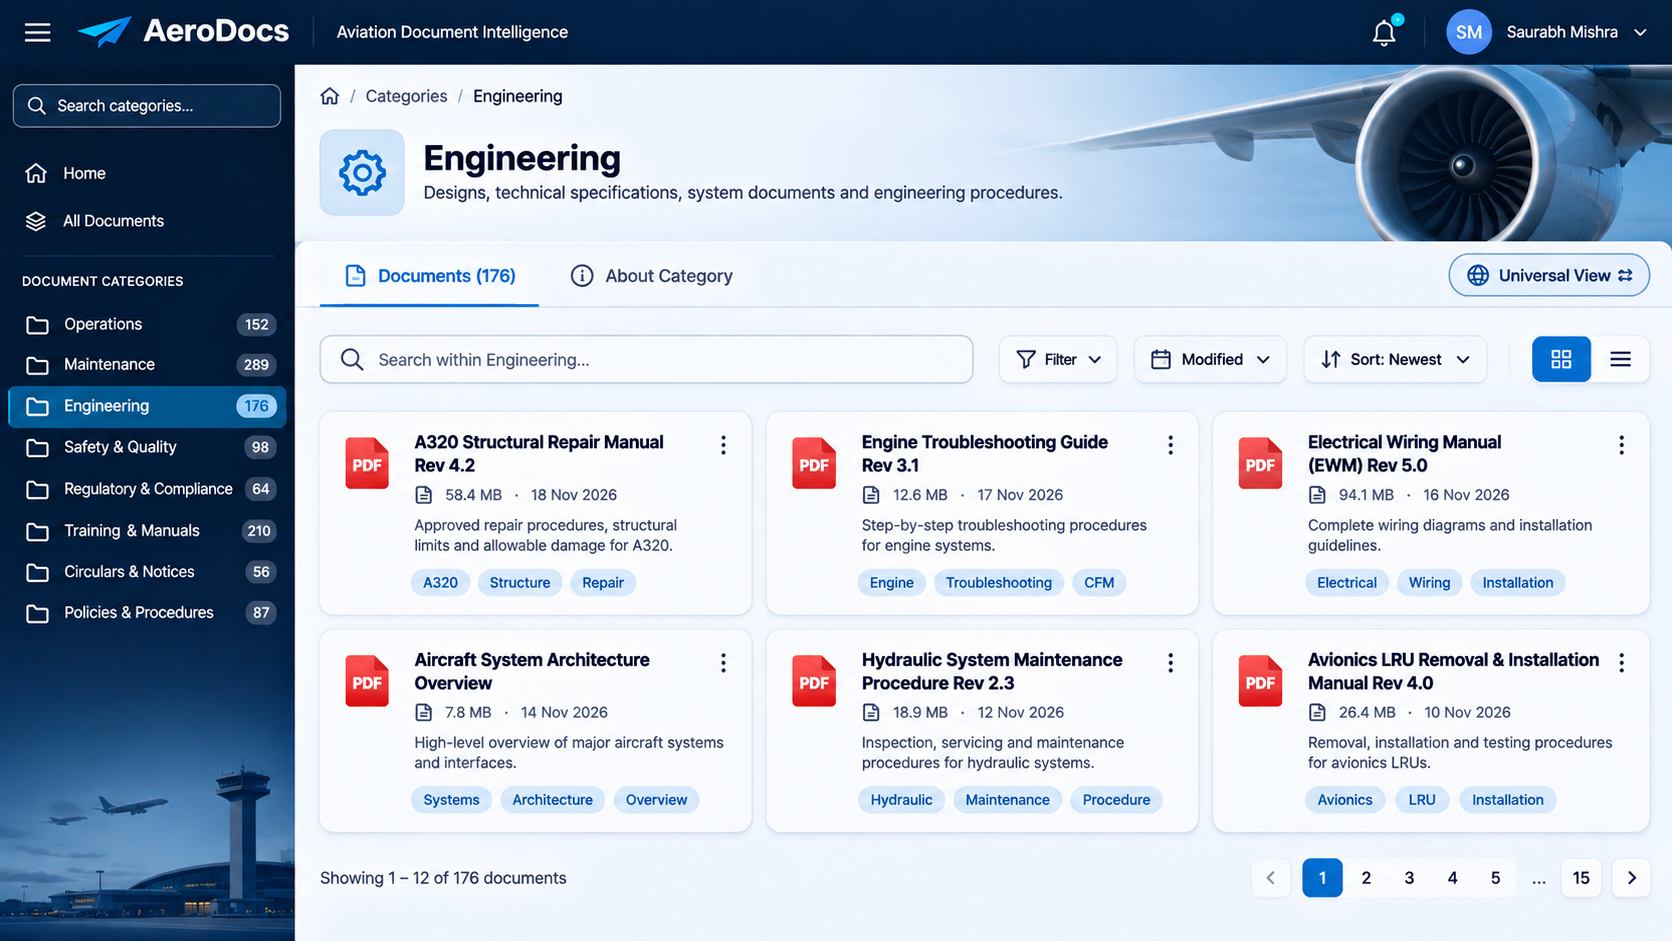 AeroDocs
Aviation Document Intelligence
SM
Saurabh Mishra
Search categories...
Home
All Documents
DOCUMENT CATEGORIES
Operations 152
Maintenance 289
Engineering 176
Safety & Quality 98
Regulatory & Compliance 64
Training & Manuals 210
Circulars & Notices 56
Policies & Procedures 87
/ Categories / Engineering
Engineering
Designs, technical specifications, system documents and engineering procedures.
Documents (176)
About Category
Universal View
Search within Engineering...
Filter
Modified
Sort: Newest
PDF
A320 Structural Repair Manual
Rev 4.2
58.4 MB · 18 Nov 2026
Approved repair procedures, structural
limits and allowable damage for A320.
A320 Structure Repair
PDF
Engine Troubleshooting Guide
Rev 3.1
12.6 MB · 17 Nov 2026
Step-by-step troubleshooting procedures
for engine systems.
Engine Troubleshooting CFM
PDF
Electrical Wiring Manual
(EWM) Rev 5.0
94.1 MB · 16 Nov 2026
Complete wiring diagrams and installation
guidelines.
Electrical Wiring Installation
PDF
Aircraft System Architecture
Overview
7.8 MB · 14 Nov 2026
High-level overview of major aircraft systems
and interfaces.
Systems Architecture Overview
PDF
Hydraulic System Maintenance
Procedure Rev 2.3
18.9 MB · 12 Nov 2026
Inspection, servicing and maintenance
procedures for hydraulic systems.
Hydraulic Maintenance Procedure
PDF
Avionics LRU Removal & Installation
Manual Rev 4.0
26.4 MB · 10 Nov 2026
Removal, installation and testing procedures
for avionics LRUs.
Avionics LRU Installation
Showing 1 – 12 of 176 documents
1 2 3 4 5 ... 15